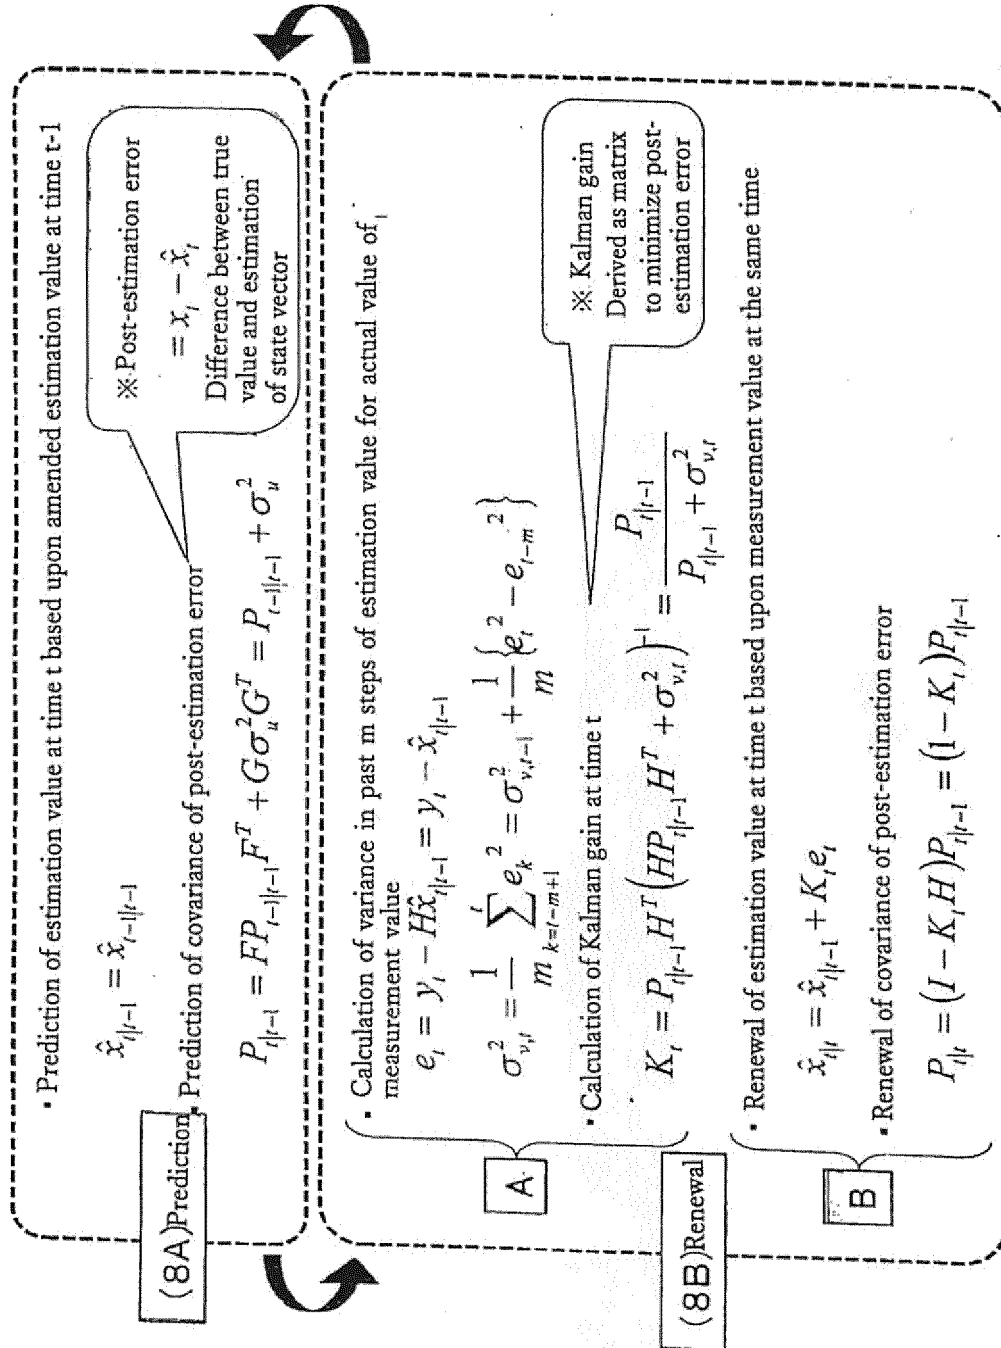 (8A)Prediction
▪ Prediction of estimation value at time t based upon amended estimation value at time t-1
x̂_{t|t-1} = x̂_{t-1|t-1}
▪ Prediction of covariance of post-estimation error
P_{t|t-1} = FP_{t-1|t-1}F^T + Gσ_u^2G^T = P_{t-1|t-1} + σ_u^2
※Post-estimation error
= x_t − x̂_t
Difference between true
value and estimation
of state vector
(8B)Renewal
A
▪ Calculation of variance in past m steps of estimation value for actual value of
measurement value
e_t = y_t − Hx̂_{t|t-1} = y_t − x̂_{t|t-1}
σ_{v,t}^2 = 1/m ∑_{k=t-m+1}^{t} e_k^2 = σ_{v,t-1}^2 + 1/m {e_t^2 − e_{t-m}^2}
▪ Calculation of Kalman gain at time t
K_t = P_{t|t-1}H^T(HP_{t|t-1}H^T + σ_{v,t}^2)^{-1} = P_{t|t-1}/(P_{t|t-1} + σ_{v,t}^2)
※ Kalman gain
Derived as matrix
to minimize post-
estimation error
B
▪ Renewal of estimation value at time t based upon measurement value at the same time
x̂_{t|t} = x̂_{t|t-1} + K_te_t
▪ Renewal of covariance of post-estimation error
P_{t|t} = (I − K_tH)P_{t|t-1} = (1 − K_t)P_{t|t-1}